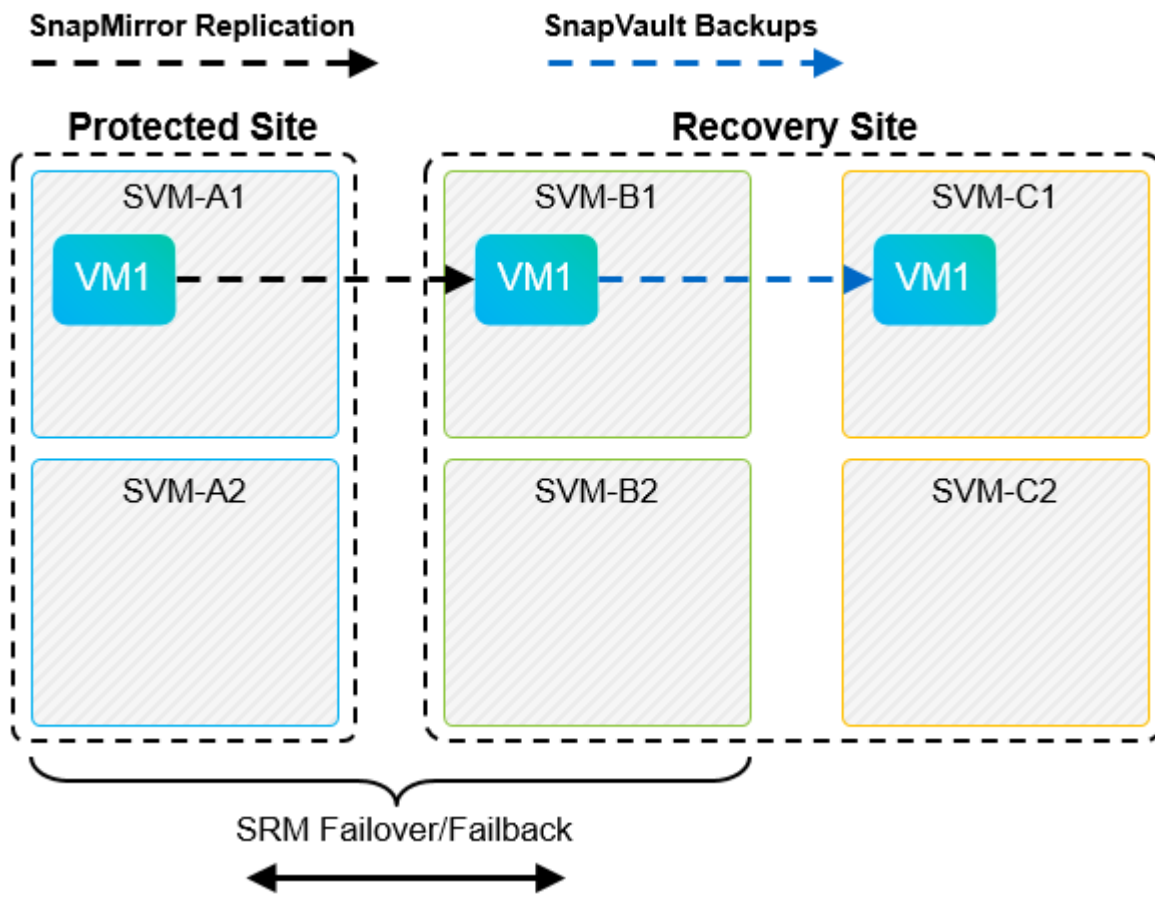 SnapMirror Replication
SnapVault Backups
Protected Site
Recovery Site
SVM-A1
SVM-B1
SVM-C1
VM1
VM1
VM1
SVM-A2
SVM-B2
SVM-C2
SRM Failover/Failback